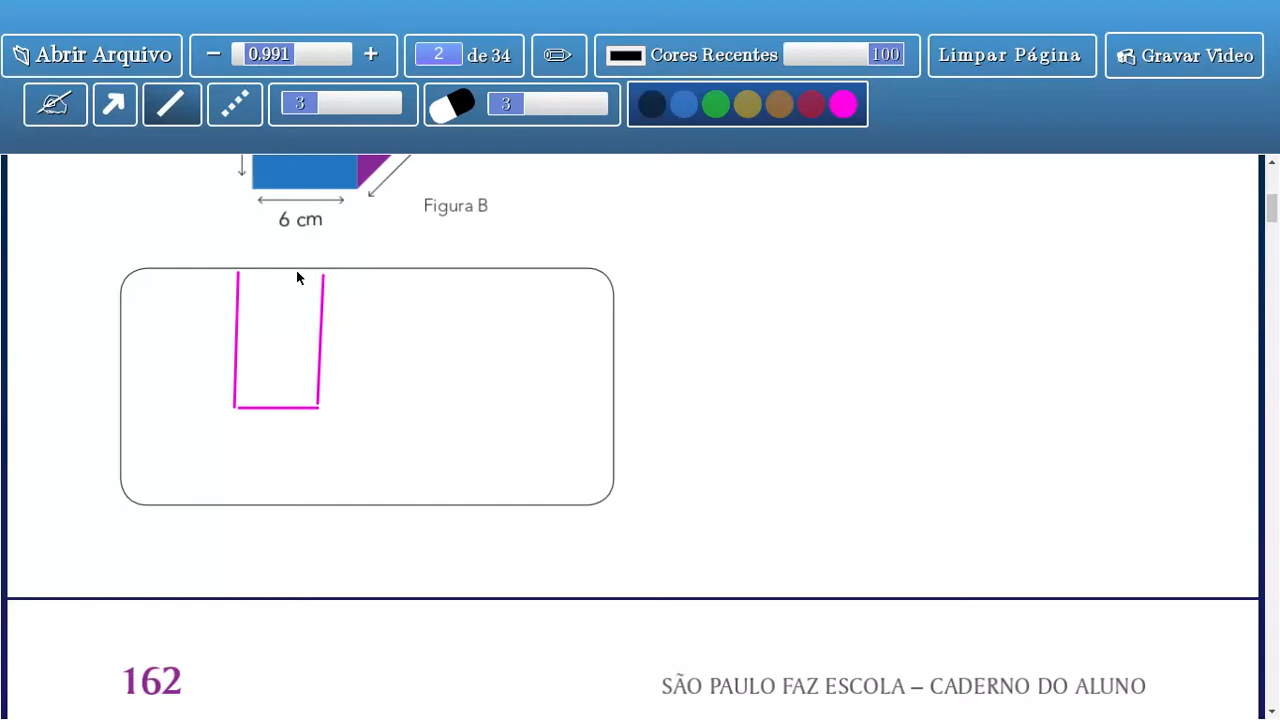 Abrir Arquivo
− 0.991 +
2 de 34
Cores Recentes 100
Limpar Página
Gravar Video
3
3
6 cm
Figura B
162
SÃO PAULO FAZ ESCOLA – CADERNO DO ALUNO